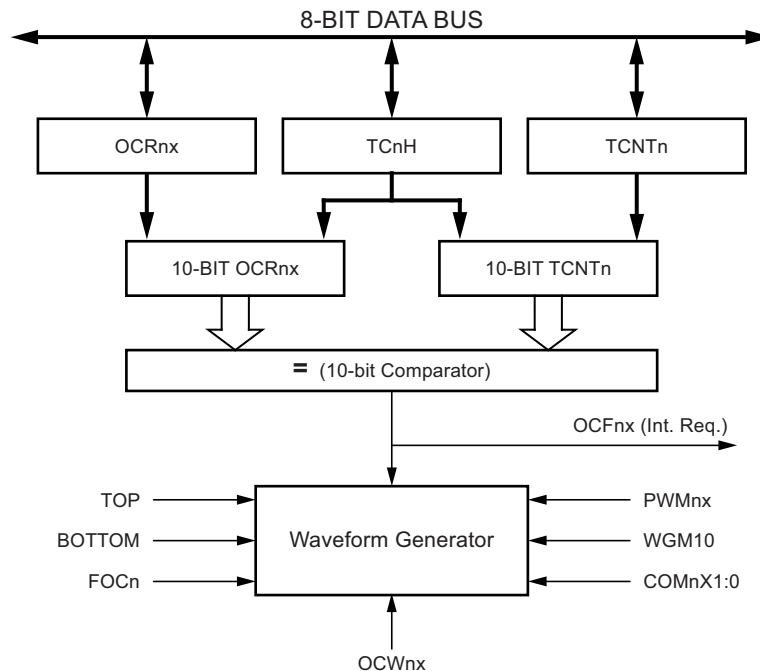 8-BIT DATA BUS
OCRnx
TCnH
TCNTn
10-BIT OCRnx
10-BIT TCNTn
= (10-bit Comparator)
OCFnx (Int. Req.)
TOP
PWMnx
BOTTOM
Waveform Generator
WGM10
FOCn
COMnX1:0
OCWnx